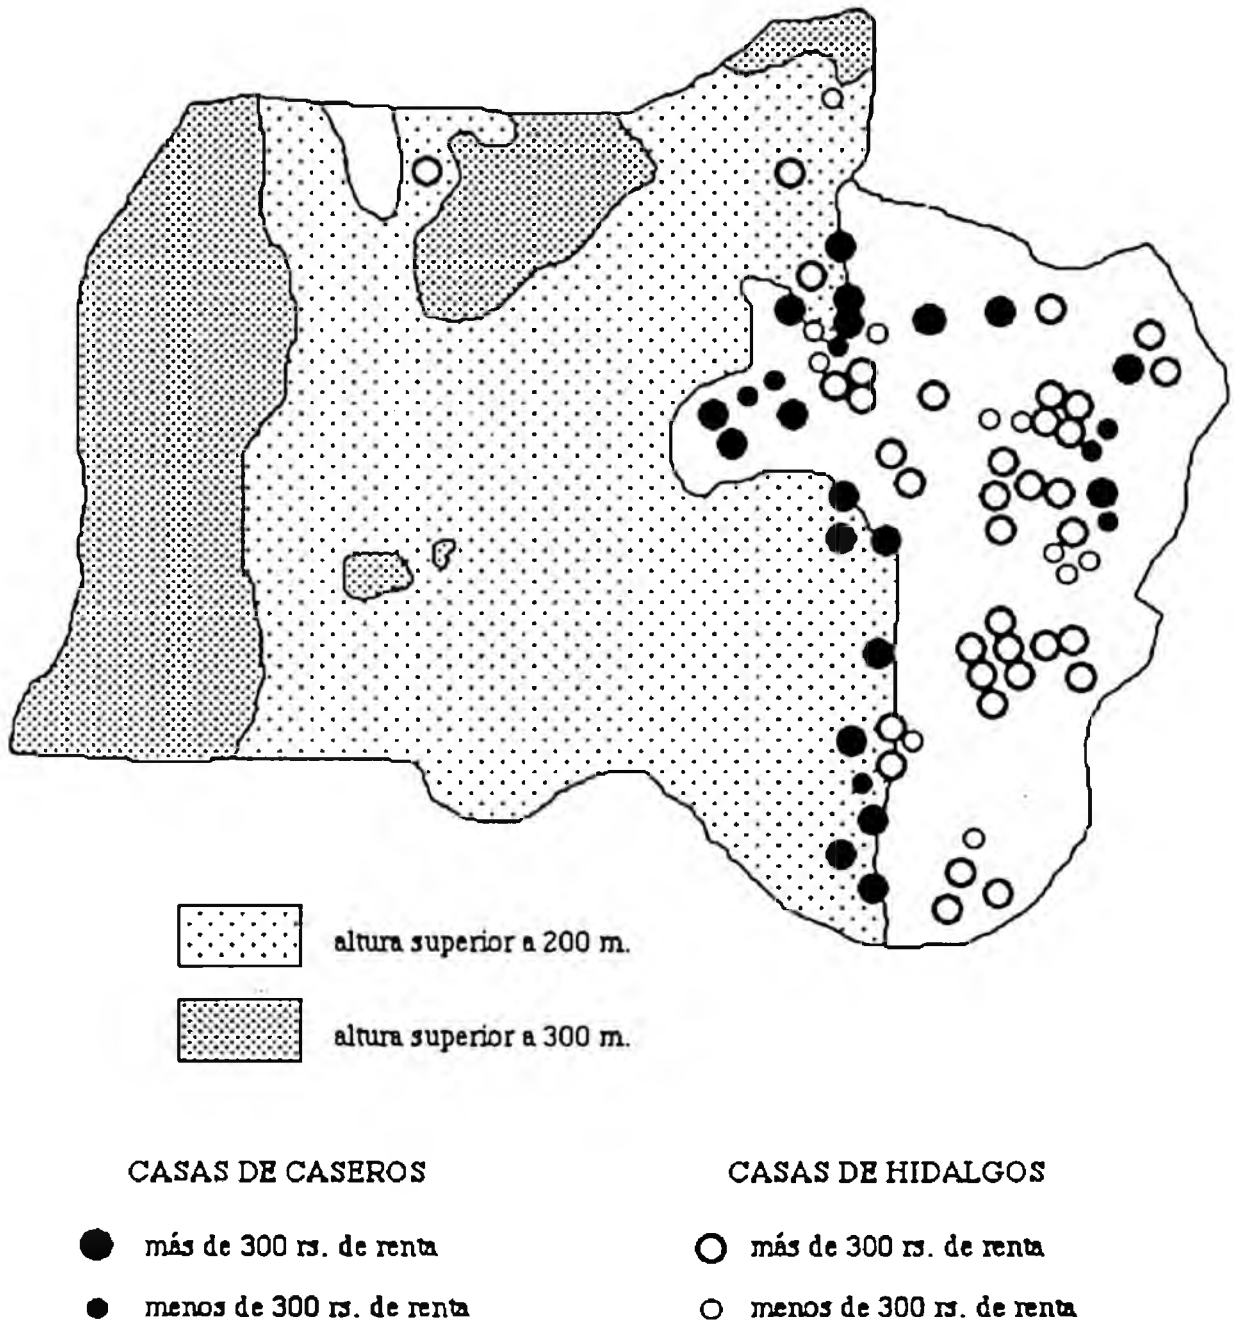 altura superior a 200 m.
altura superior a 300 m.
CASAS DE CASEROS
más de 300 rs. de renta
menos de 300 rs. de renta
CASAS DE HIDALGOS
más de 300 rs. de renta
menos de 300 rs. de renta